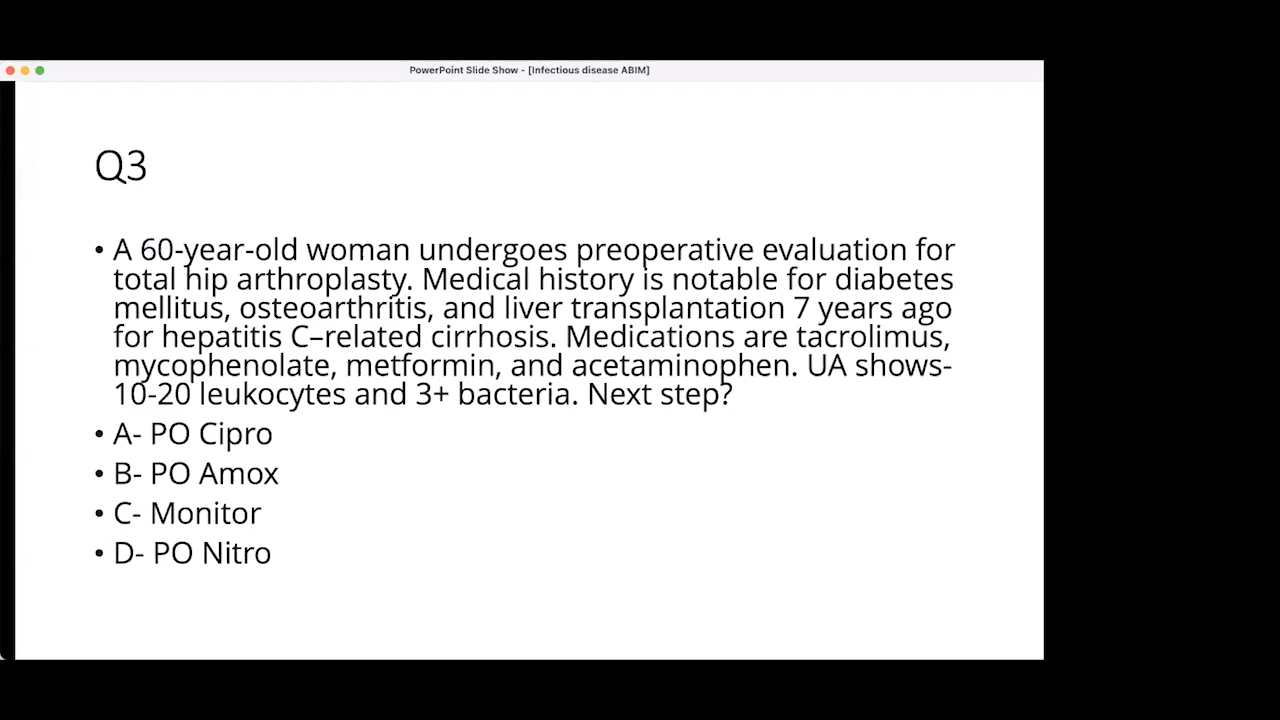 PowerPoint Slide Show - [Infectious disease ABIM]
Q3
• A 60-year-old woman undergoes preoperative evaluation for
total hip arthroplasty. Medical history is notable for diabetes
mellitus, osteoarthritis, and liver transplantation 7 years ago
for hepatitis C–related cirrhosis. Medications are tacrolimus,
mycophenolate, metformin, and acetaminophen. UA shows-
10-20 leukocytes and 3+ bacteria. Next step?
• A- PO Cipro
• B- PO Amox
• C- Monitor
• D- PO Nitro